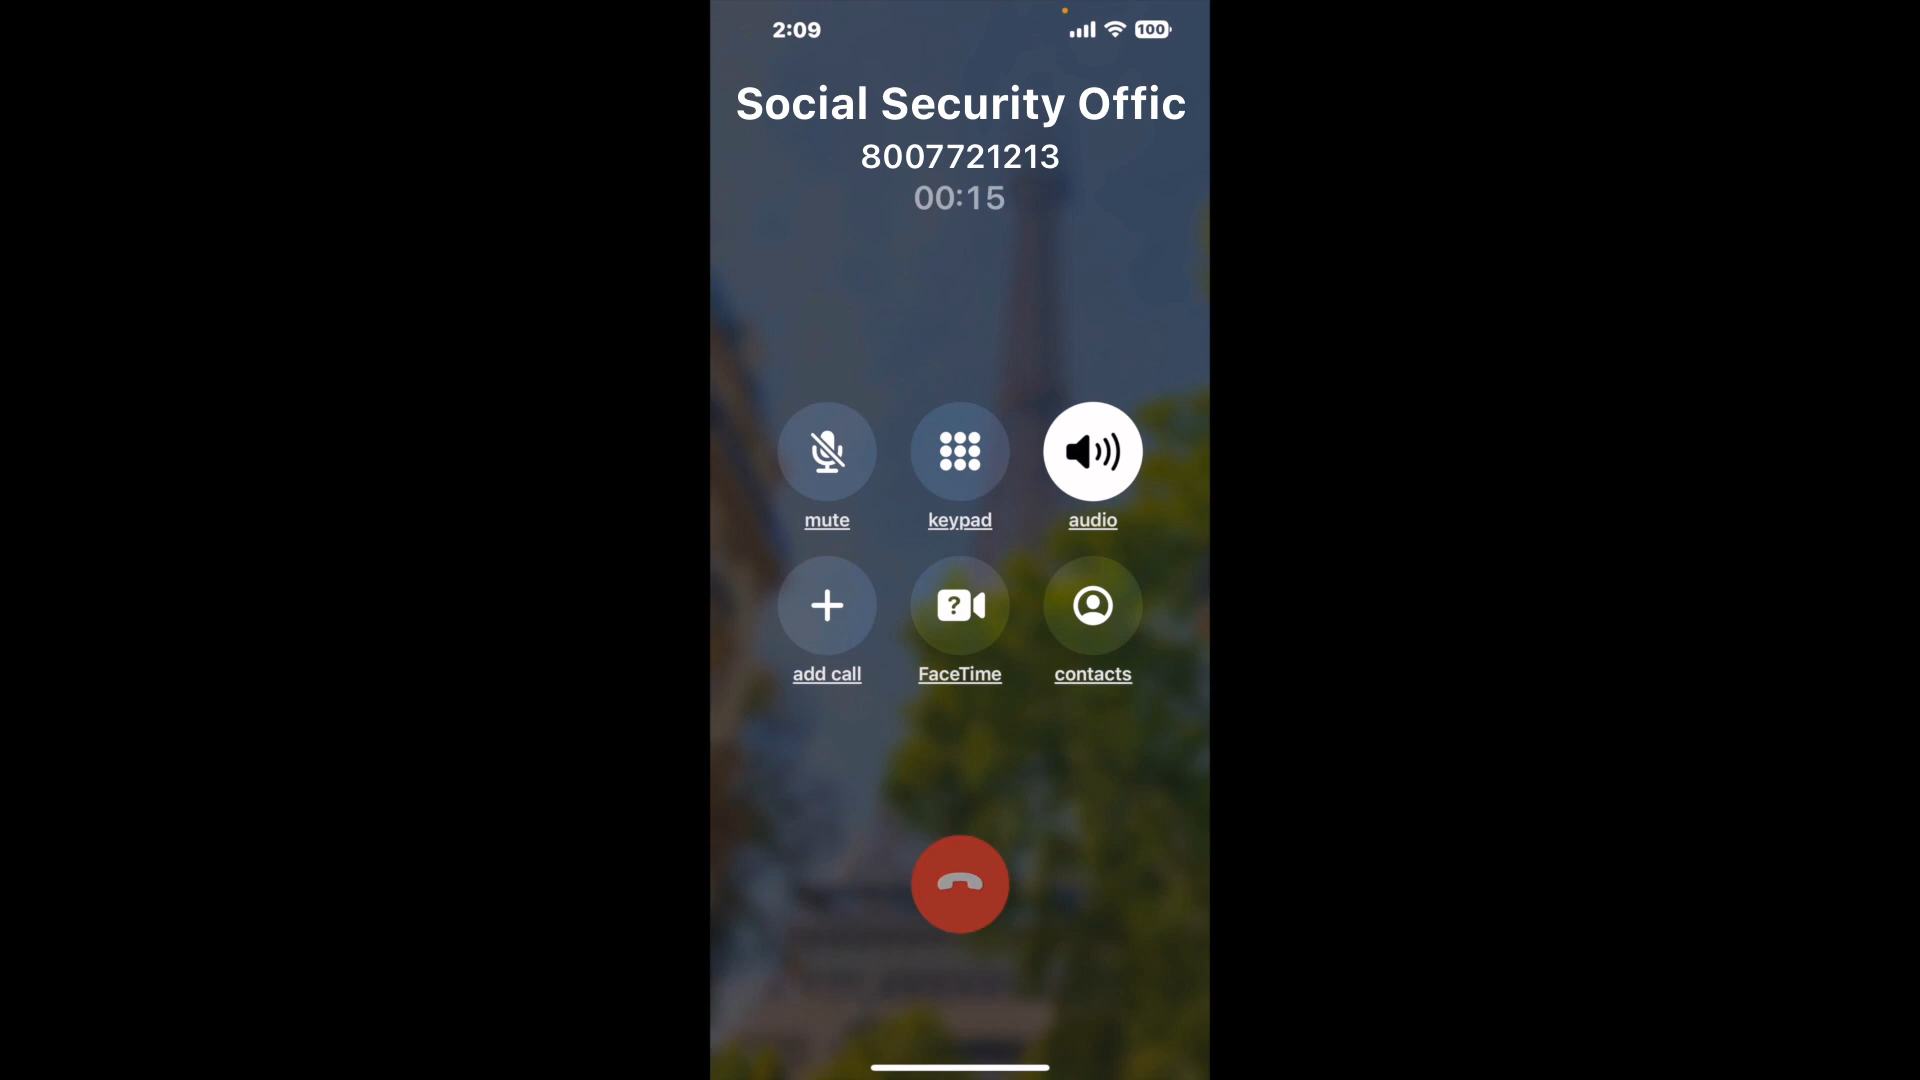 2:09
100
Social Security Offic
8007721213
00:15
mute
keypad
audio
?
add call
FaceTime
contacts